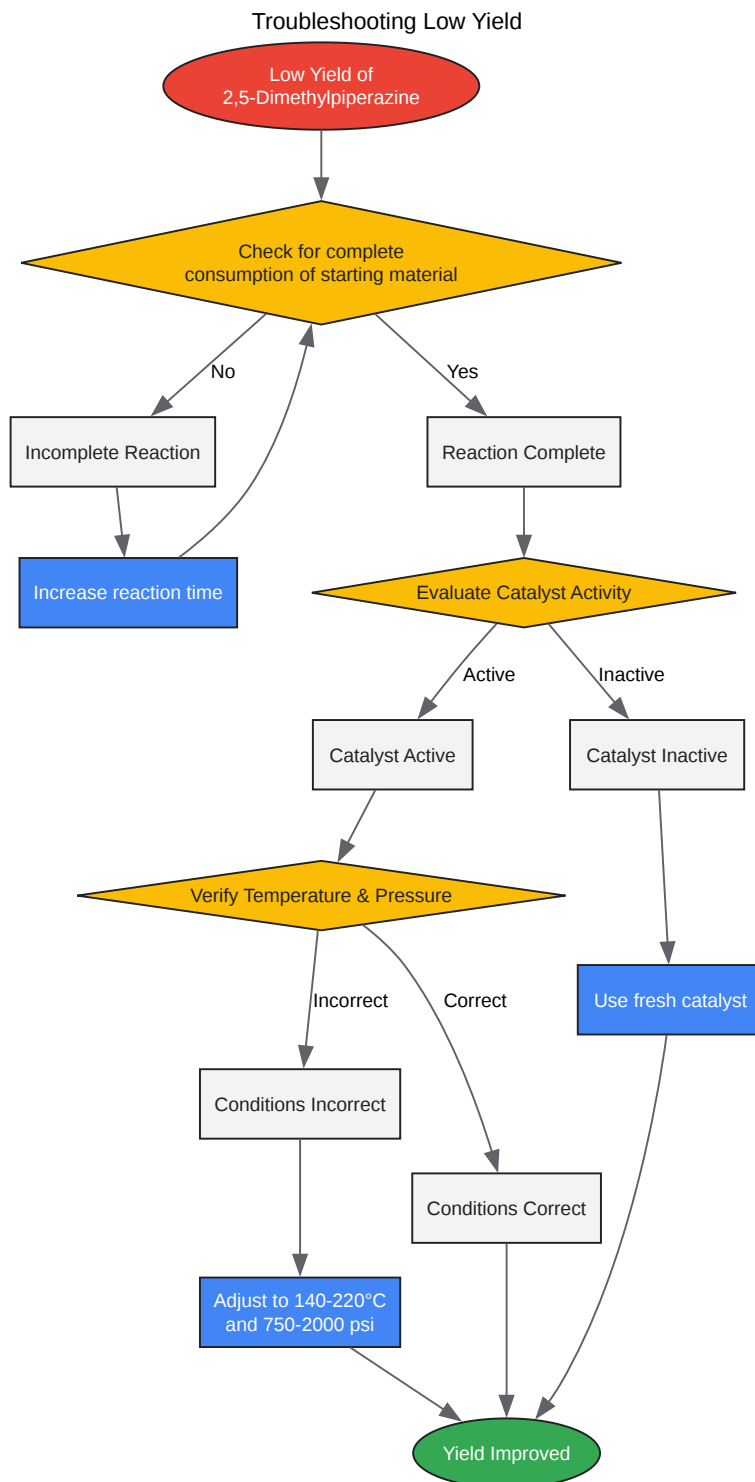 Troubleshooting Low Yield
Low Yield of
2,5-Dimethylpiperazine
Check for complete
consumption of starting material
No
Yes
Incomplete Reaction
Reaction Complete
Increase reaction time
Evaluate Catalyst Activity
Active
Inactive
Catalyst Active
Catalyst Inactive
Verify Temperature & Pressure
Incorrect
Correct
Use fresh catalyst
Conditions Incorrect
Conditions Correct
Adjust to 140-220°C
and 750-2000 psi
Yield Improved